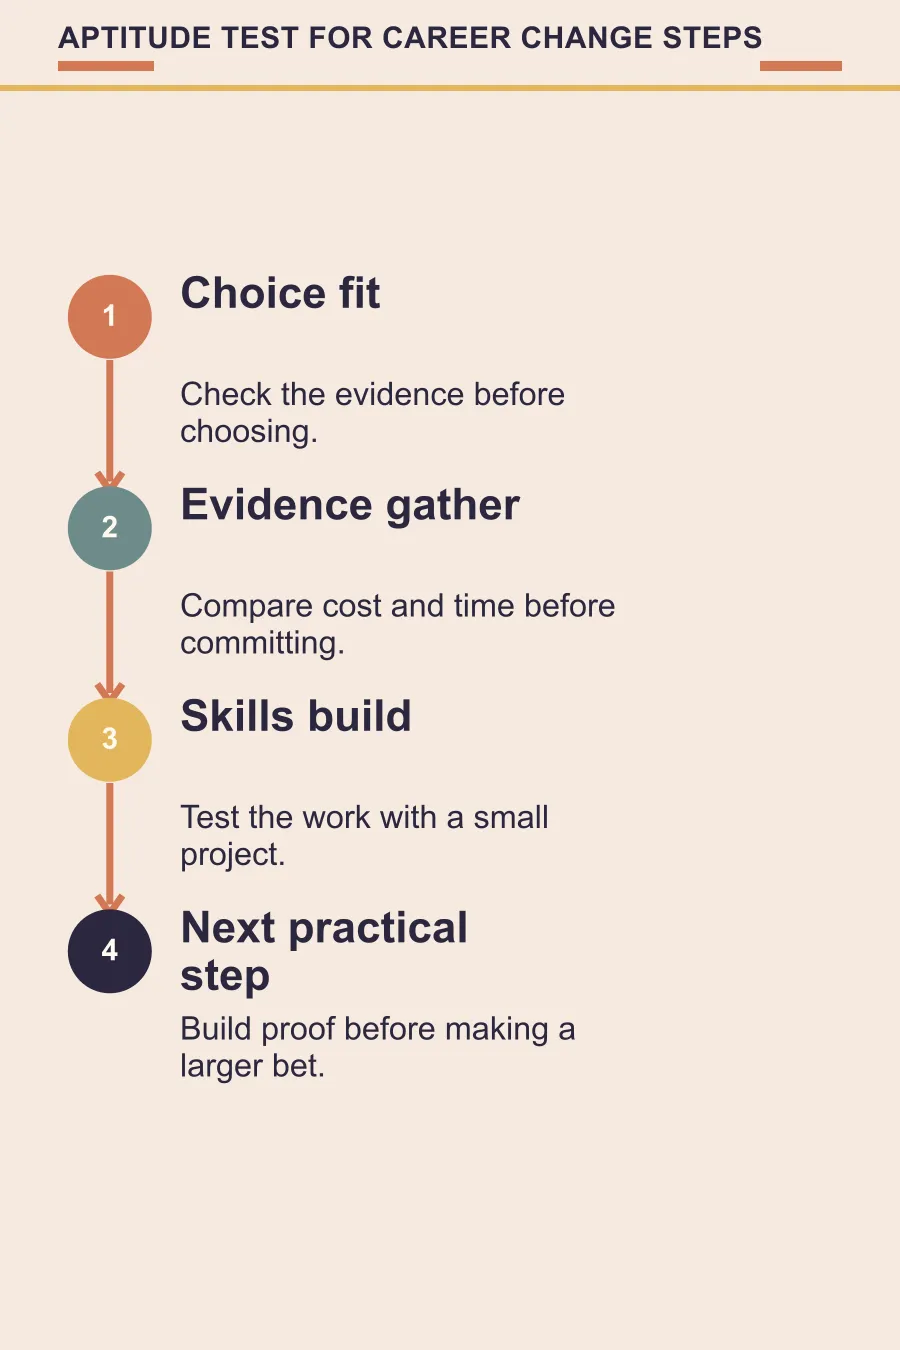 APTITUDE TEST FOR CAREER CHANGE STEPS
1
Choice fit
Check the evidence before
choosing.
2
Evidence gather
Compare cost and time before
committing.
3
Skills build
Test the work with a small
project.
4
Next practical
step
Build proof before making a
larger bet.